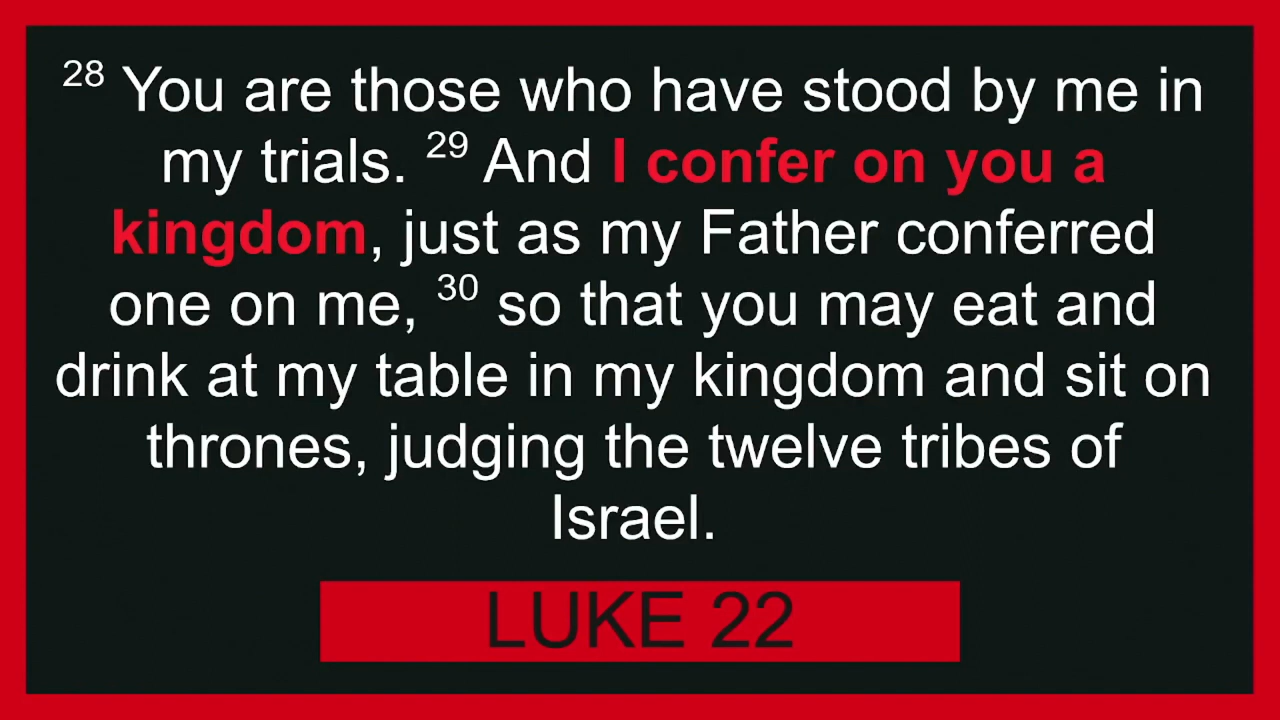 28 You are those who have stood by me in
my trials. 29 And I confer on you a
kingdom, just as my Father conferred
one on me, 30 so that you may eat and
drink at my table in my kingdom and sit on
thrones, judging the twelve tribes of
Israel.
LUKE 22